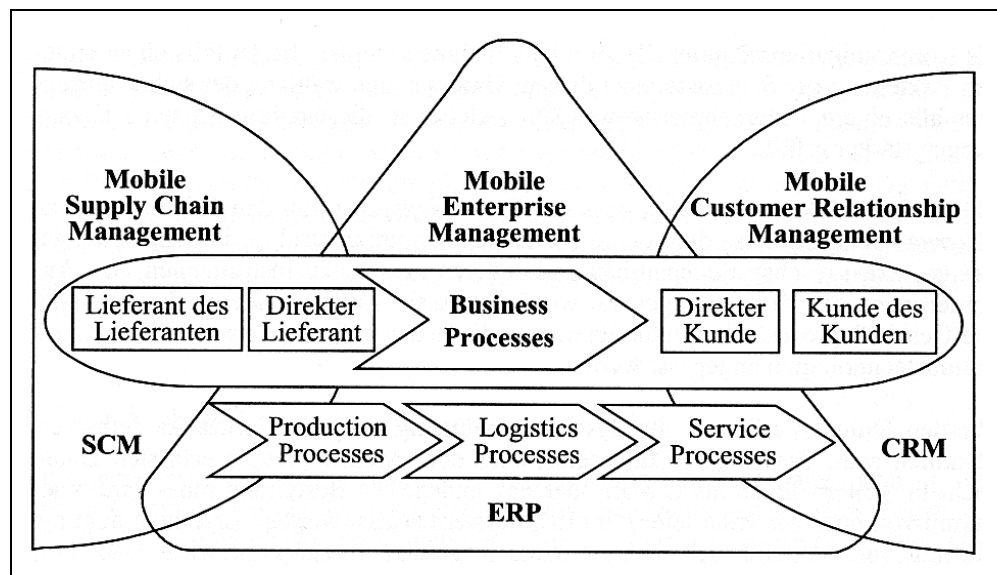 Mobile
Supply Chain
Management
Mobile
Enterprise
Management
Mobile
Customer Relationship
Management
Lieferant des
Lieferanten
Direkter
Lieferant
Business
Processes
Direkter
Kunde
Kunde des
Kunden
SCM
Production
Processes
Logistics
Processes
Service
Processes
CRM
ERP